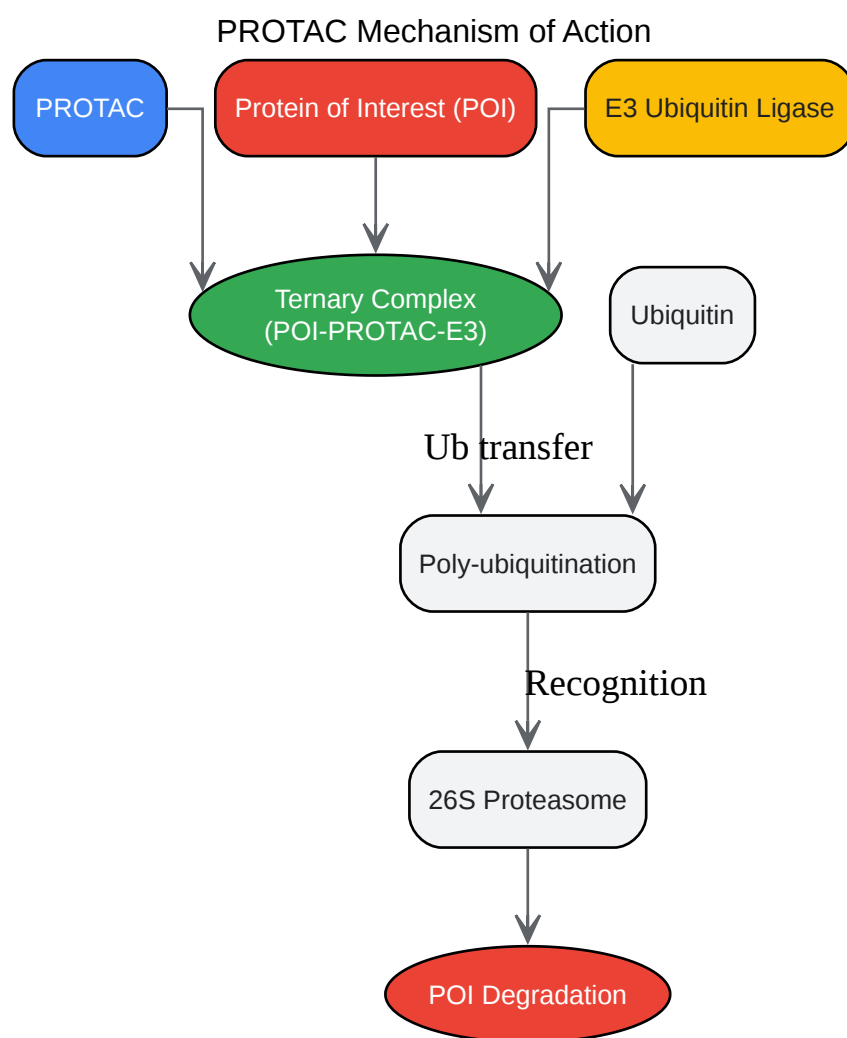 PROTAC Mechanism of Action
PROTAC
Protein of Interest (POI)
E3 Ubiquitin Ligase
Ternary Complex
(POI-PROTAC-E3)
Ubiquitin
Ub transfer
Poly-ubiquitination
Recognition
26S Proteasome
POI Degradation